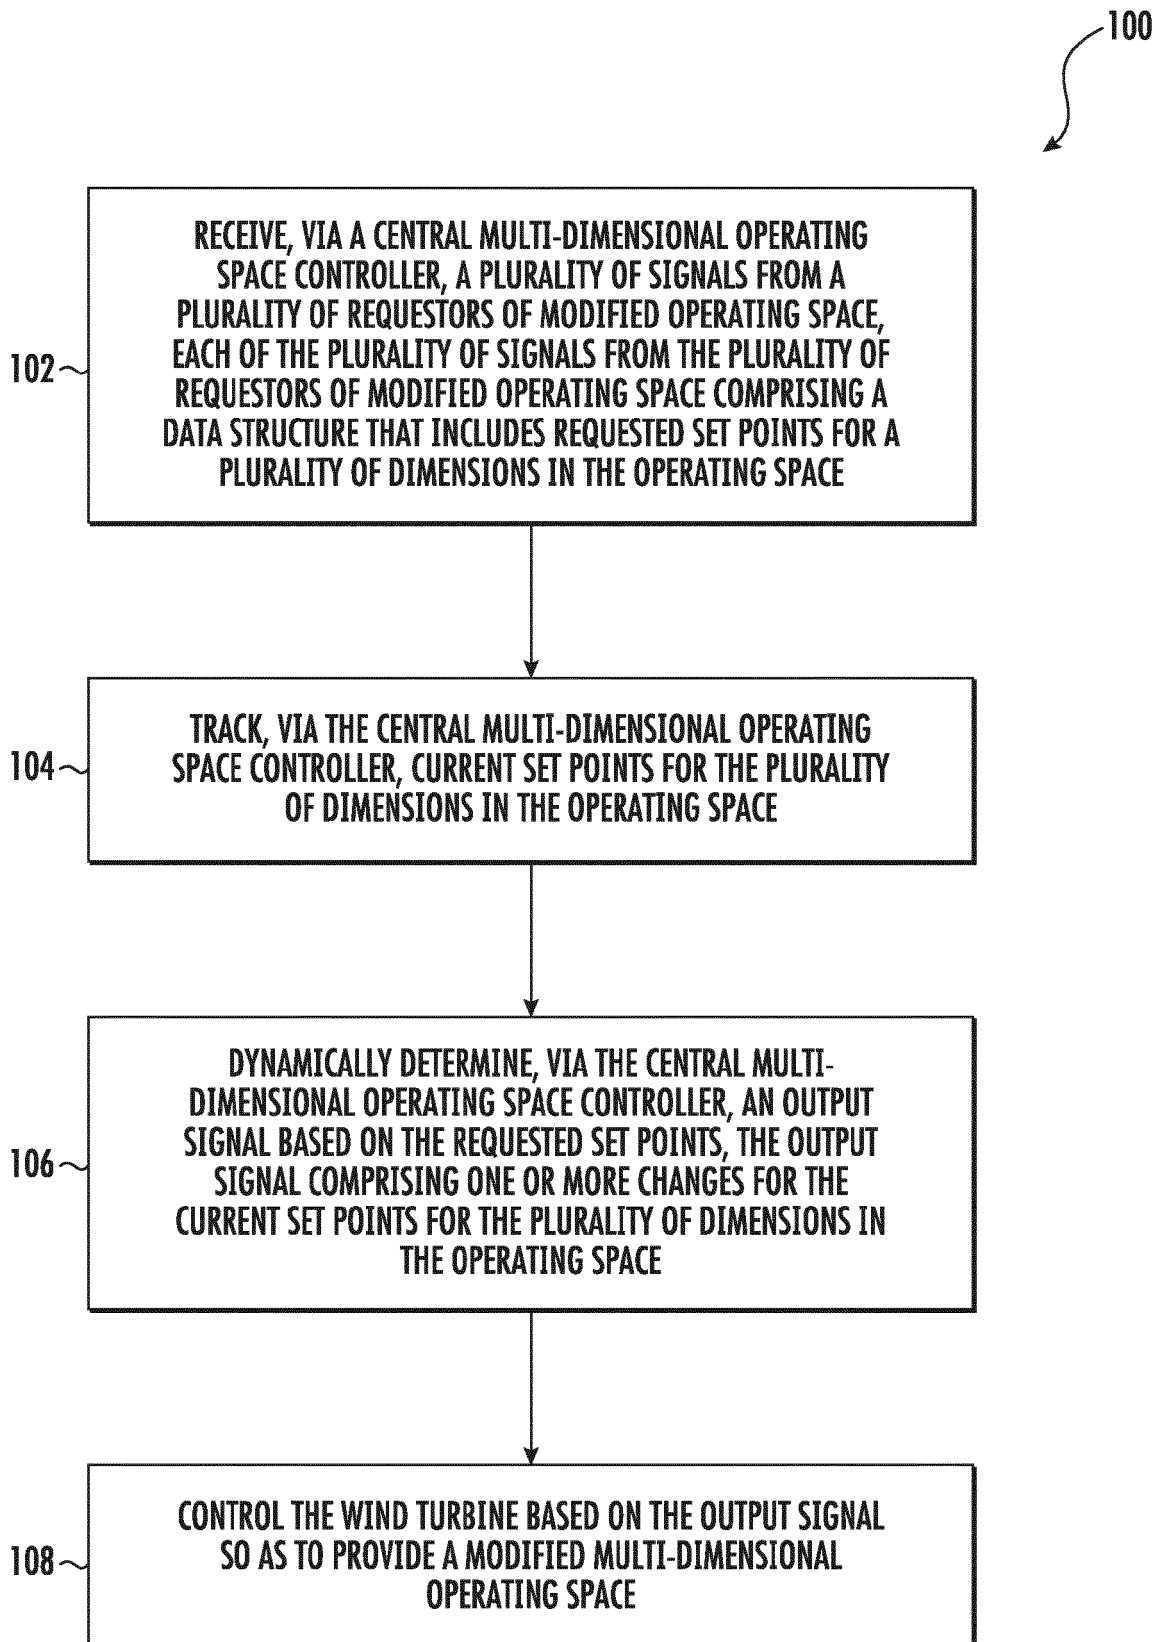 100
RECEIVE, VIA A CENTRAL MULTI-DIMENSIONAL OPERATING
SPACE CONTROLLER, A PLURALITY OF SIGNALS FROM A
PLURALITY OF REQUESTORS OF MODIFIED OPERATING SPACE,
EACH OF THE PLURALITY OF SIGNALS FROM THE PLURALITY OF
REQUESTORS OF MODIFIED OPERATING SPACE COMPRISING A
DATA STRUCTURE THAT INCLUDES REQUESTED SET POINTS FOR A
PLURALITY OF DIMENSIONS IN THE OPERATING SPACE
102
TRACK, VIA THE CENTRAL MULTI-DIMENSIONAL OPERATING
SPACE CONTROLLER, CURRENT SET POINTS FOR THE PLURALITY
OF DIMENSIONS IN THE OPERATING SPACE
104
DYNAMICALLY DETERMINE, VIA THE CENTRAL MULTI-
DIMENSIONAL OPERATING SPACE CONTROLLER, AN OUTPUT
SIGNAL BASED ON THE REQUESTED SET POINTS, THE OUTPUT
SIGNAL COMPRISING ONE OR MORE CHANGES FOR THE
CURRENT SET POINTS FOR THE PLURALITY OF DIMENSIONS IN
THE OPERATING SPACE
106
CONTROL THE WIND TURBINE BASED ON THE OUTPUT SIGNAL
SO AS TO PROVIDE A MODIFIED MULTI-DIMENSIONAL
OPERATING SPACE
108